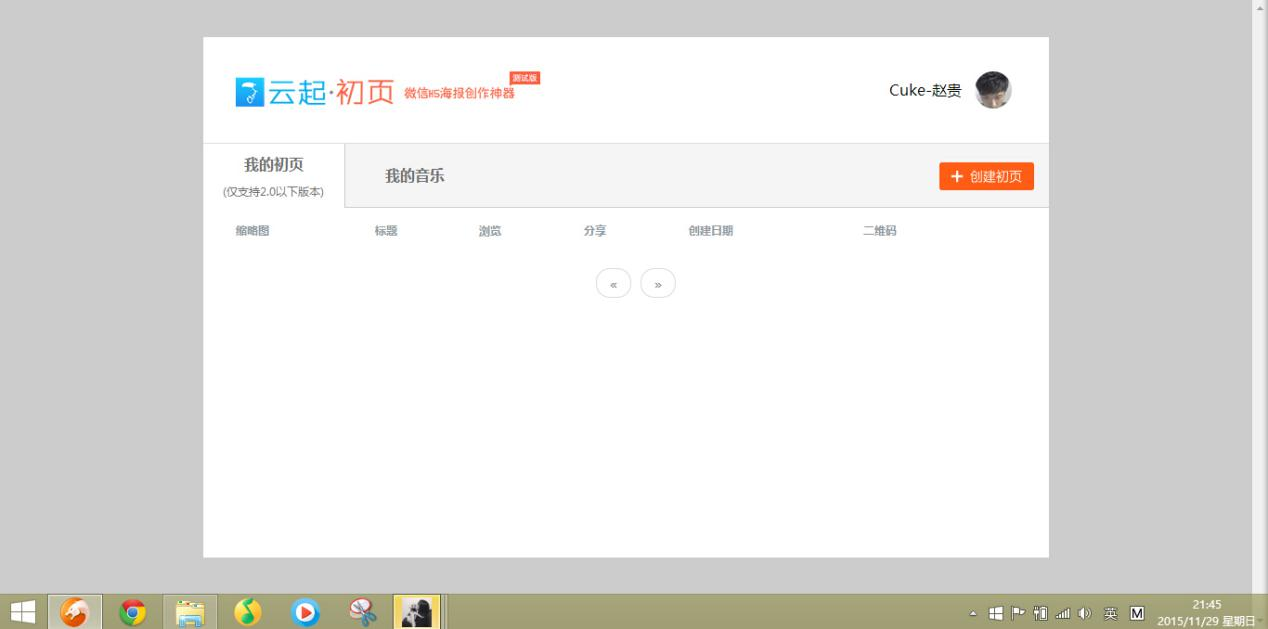 云起·初页
微信H5海报创作神器
测试版
Cuke-赵贵
我的初页
(仅支持2.0以下版本)
我的音乐
+ 创建初页
缩略图 标题 浏览 分享 创建日期 二维码
« »
英 M
21:45
2015/11/29 星期日